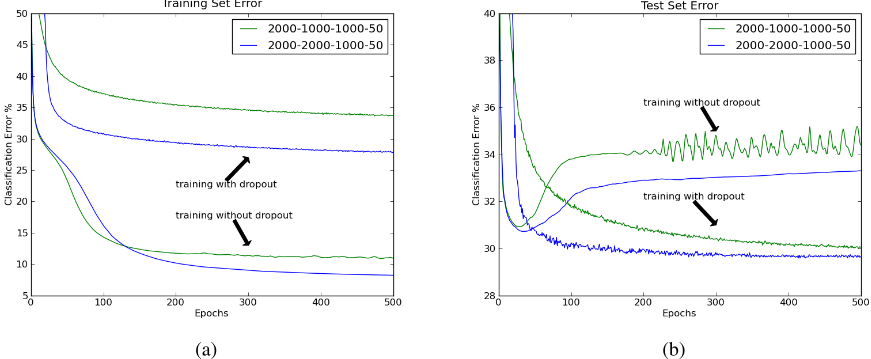 Training Set Error
50
45
40
35
30
25
20
15
10
5
Classification Error %
2000-1000-1000-50
2000-2000-1000-50
training with dropout
training without dropout
0
100
200
300
400
500
Epochs
(a)
Test Set Error
40
38
36
34
32
30
28
Classification Error %
2000-1000-1000-50
2000-2000-1000-50
training without dropout
training with dropout
0
100
200
300
400
500
Epochs
(b)